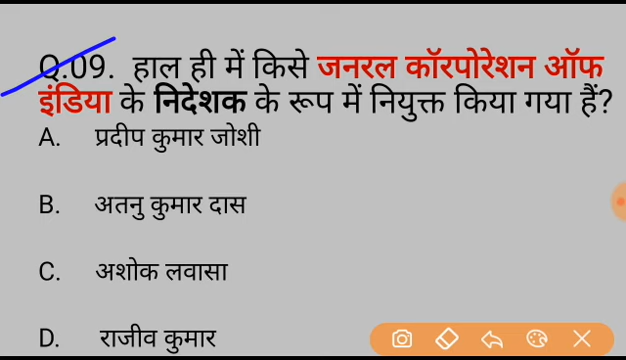 Q.09. हाल ही में किसे जनरल कॉरपोरेशन ऑफ
इंडिया के निदेशक के रूप में नियुक्त किया गया हैं?
A. प्रदीप कुमार जोशी
B. अतनु कुमार दास
C. अशोक लवासा
D. राजीव कुमार